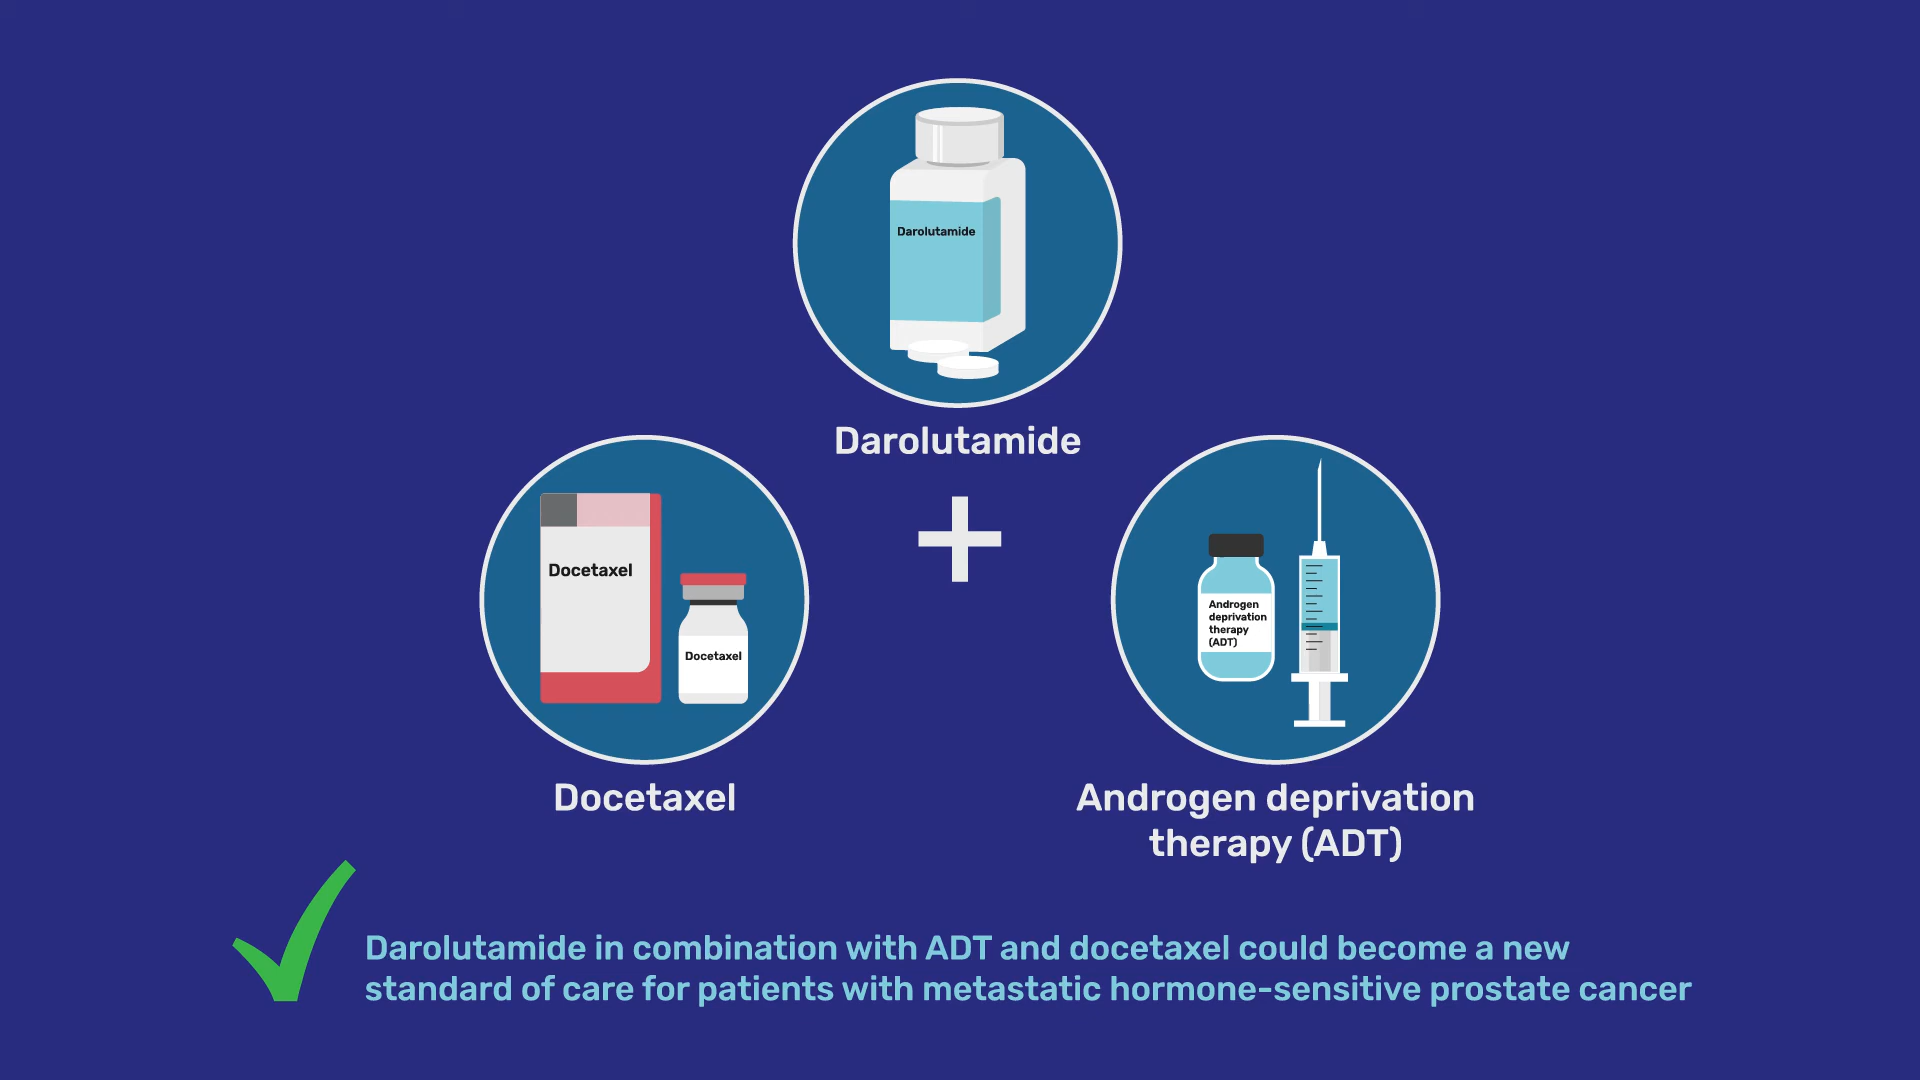 Darolutamide
Darolutamide
Docetaxel
Docetaxel
Docetaxel
Androgen
deprivation
therapy
(ADT)
Androgen deprivation
therapy (ADT)
Darolutamide in combination with ADT and docetaxel could become a new
standard of care for patients with metastatic hormone-sensitive prostate cancer